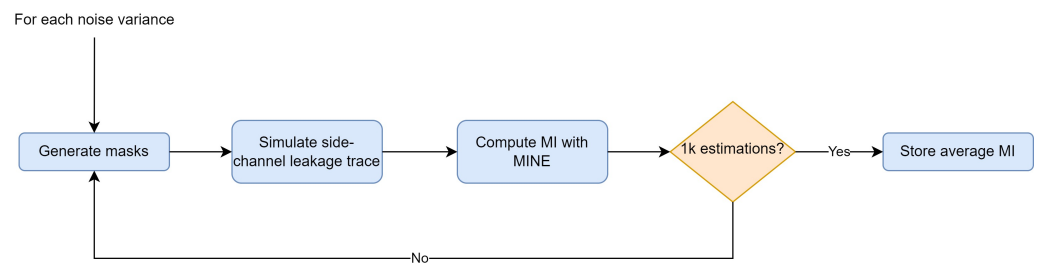 For each noise variance
Generate masks
Simulate side-
channel leakage trace
Compute MI with
MINE
1k estimations?
Yes
Store average MI
No